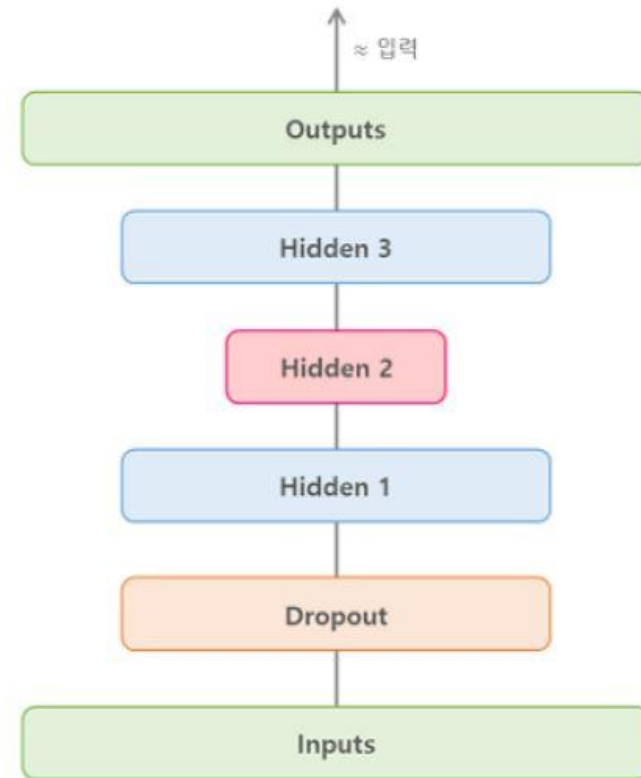 ≈ 입력
Outputs
Hidden 3
Hidden 2
Hidden 1
Dropout
Inputs